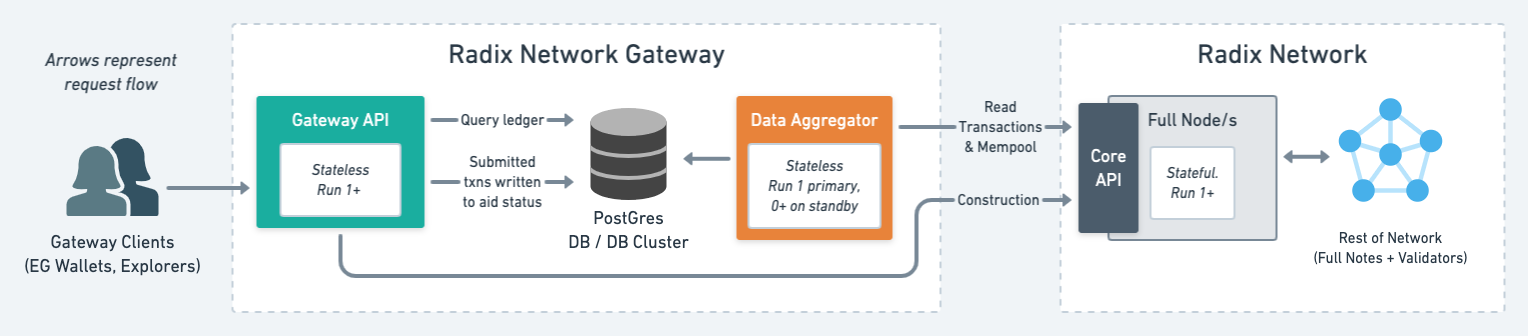 Arrows represent
request flow
Gateway Clients
(EG Wallets, Explorers)
Radix Network Gateway
Gateway API
Stateless
Run 1+
Query ledger
Submitted
txns written
to aid status
PostGres
DB / DB Cluster
Data Aggregator
Stateless
Run 1 primary,
0+ on standby
Read
Transactions
& Mempool
Construction
Radix Network
Core
API
Full Node/s
Stateful.
Run 1+
Rest of Network
(Full Notes + Validators)